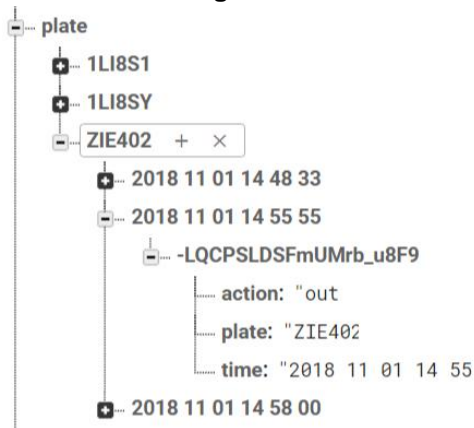 plate
1LI8S1
1LI8SY
ZIE402 + ×
2018 11 01 14 48 33
2018 11 01 14 55 55
-LQCPSLDSFmUMrb_u8F9
action: "out
plate: "ZIE402
time: "2018 11 01 14 55
2018 11 01 14 58 00